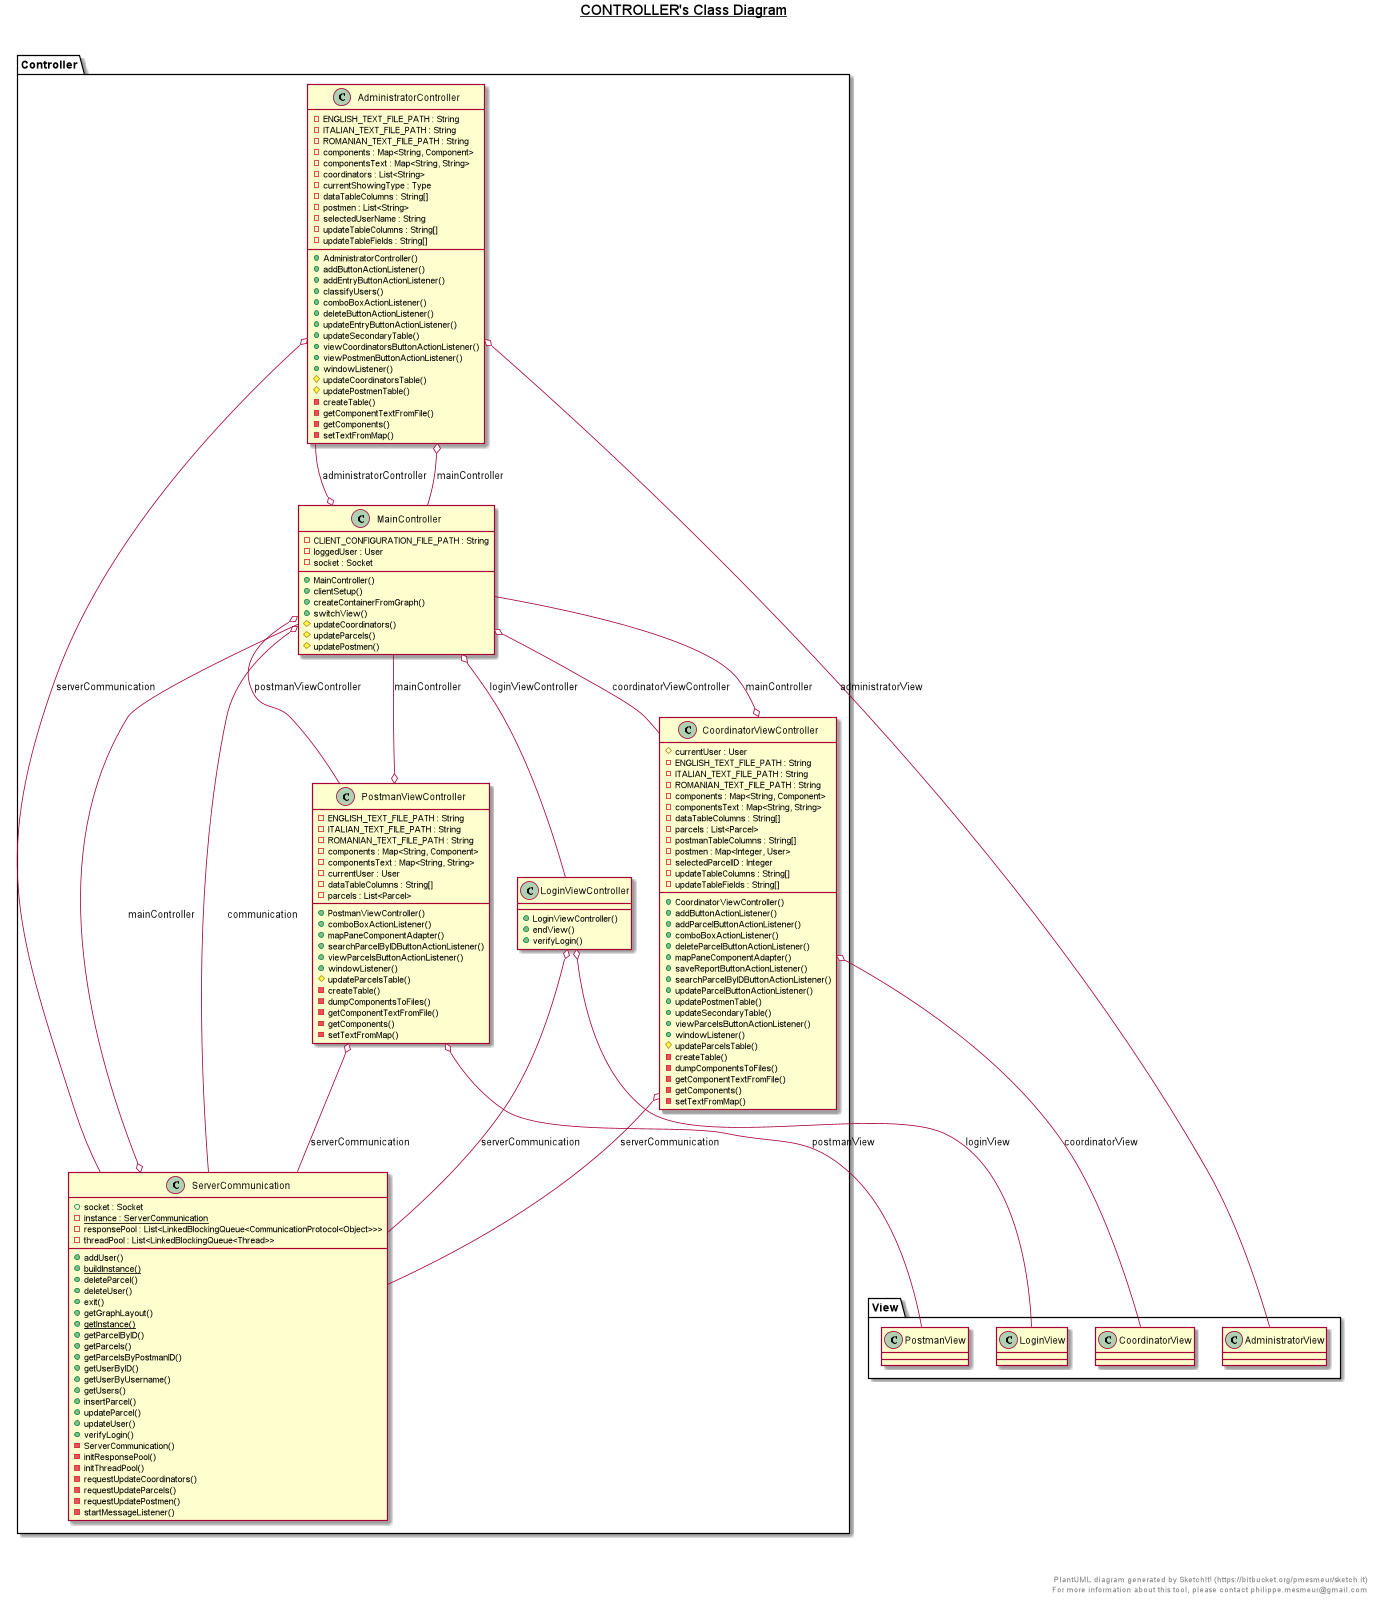 CONTROLLER's Class Diagram
Controller
C AdministratorController
ENGLISH_TEXT_FILE_PATH : String
ITALIAN_TEXT_FILE_PATH : String
ROMANIAN_TEXT_FILE_PATH : String
components : Map<String, Component>
componentsText : Map<String, String>
coordinators : List<String>
currentShowingType : Type
dataTableColumns : String[]
postmen : List<String>
selectedUserName : String
updateTableColumns : String[]
updateTableFields : String[]
AdministratorController()
addButtonActionListener()
addEntryButtonActionListener()
classifyUsers()
comboBoxActionListener()
deleteButtonActionListener()
updateEntryButtonActionListener()
updateSecondaryTable()
viewCoordinatorsButtonActionListener()
viewPostmenButtonActionListener()
windowListener()
updateCoordinatorsTable()
updatePostmenTable()
createTable()
getComponentTextFromFile()
getComponents()
setTextFromMap()
administratorController
mainController
C MainController
CLIENT_CONFIGURATION_FILE_PATH : String
loggedUser : User
socket : Socket
MainController()
clientSetup()
createContainerFromGraph()
switchView()
updateCoordinators()
updateParcels()
updatePostmen()
serverCommunication
postmanViewController
mainController
loginViewController
coordinatorViewController
mainController
administratorView
C CoordinatorViewController
currentUser : User
ENGLISH_TEXT_FILE_PATH : String
ITALIAN_TEXT_FILE_PATH : String
ROMANIAN_TEXT_FILE_PATH : String
components : Map<String, Component>
componentsText : Map<String, String>
dataTableColumns : String[]
parcels : List<Parcel>
postmanTableColumns : String[]
postmen : Map<Integer, User>
selectedParcelID : Integer
updateTableColumns : String[]
updateTableFields : String[]
CoordinatorViewController()
addButtonActionListener()
addParcelButtonActionListener()
comboBoxActionListener()
deleteParcelButtonActionListener()
mapPaneComponentAdapter()
saveReportButtonActionListener()
searchParcelByIDButtonActionListener()
updateParcelButtonActionListener()
updatePostmenTable()
updateSecondaryTable()
viewParcelsButtonActionListener()
windowListener()
updateParcelsTable()
createTable()
dumpComponentsToFiles()
getComponentTextFromFile()
getComponents()
setTextFromMap()
C PostmanViewController
ENGLISH_TEXT_FILE_PATH : String
ITALIAN_TEXT_FILE_PATH : String
ROMANIAN_TEXT_FILE_PATH : String
components : Map<String, Component>
componentsText : Map<String, String>
currentUser : User
dataTableColumns : String[]
parcels : List<Parcel>
PostmanViewController()
comboBoxActionListener()
mapPaneComponentAdapter()
searchParcelByIDButtonActionListener()
viewParcelsButtonActionListener()
windowListener()
updateParcelsTable()
createTable()
dumpComponentsToFiles()
getComponentTextFromFile()
getComponents()
setTextFromMap()
C LoginViewController
LoginViewController()
endView()
verifyLogin()
mainController
communication
serverCommunication
serverCommunication
serverCommunication
postmanView
loginView
coordinatorView
C ServerCommunication
socket : Socket
instance : ServerCommunication
responsePool : List<LinkedBlockingQueue<CommunicationProtocol<Object>>>
threadPool : List<LinkedBlockingQueue<Thread>>
addUser()
buildInstance()
deleteParcel()
deleteUser()
exit()
getGraphLayout()
getInstance()
getParcelByID()
getParcels()
getParcelsByPostmanID()
getUserByID()
getUserByUsername()
getUsers()
insertParcel()
updateParcel()
updateUser()
verifyLogin()
ServerCommunication()
initResponsePool()
initThreadPool()
requestUpdateCoordinators()
requestUpdateParcels()
requestUpdatePostmen()
startMessageListener()
View
C PostmanView
C LoginView
C CoordinatorView
C AdministratorView
PlantUML diagram generated by SketchIt! (https://bitbucket.org/pmesmeur/sketch.it)
For more information about this tool, please contact philippe.mesmeur@gmail.com